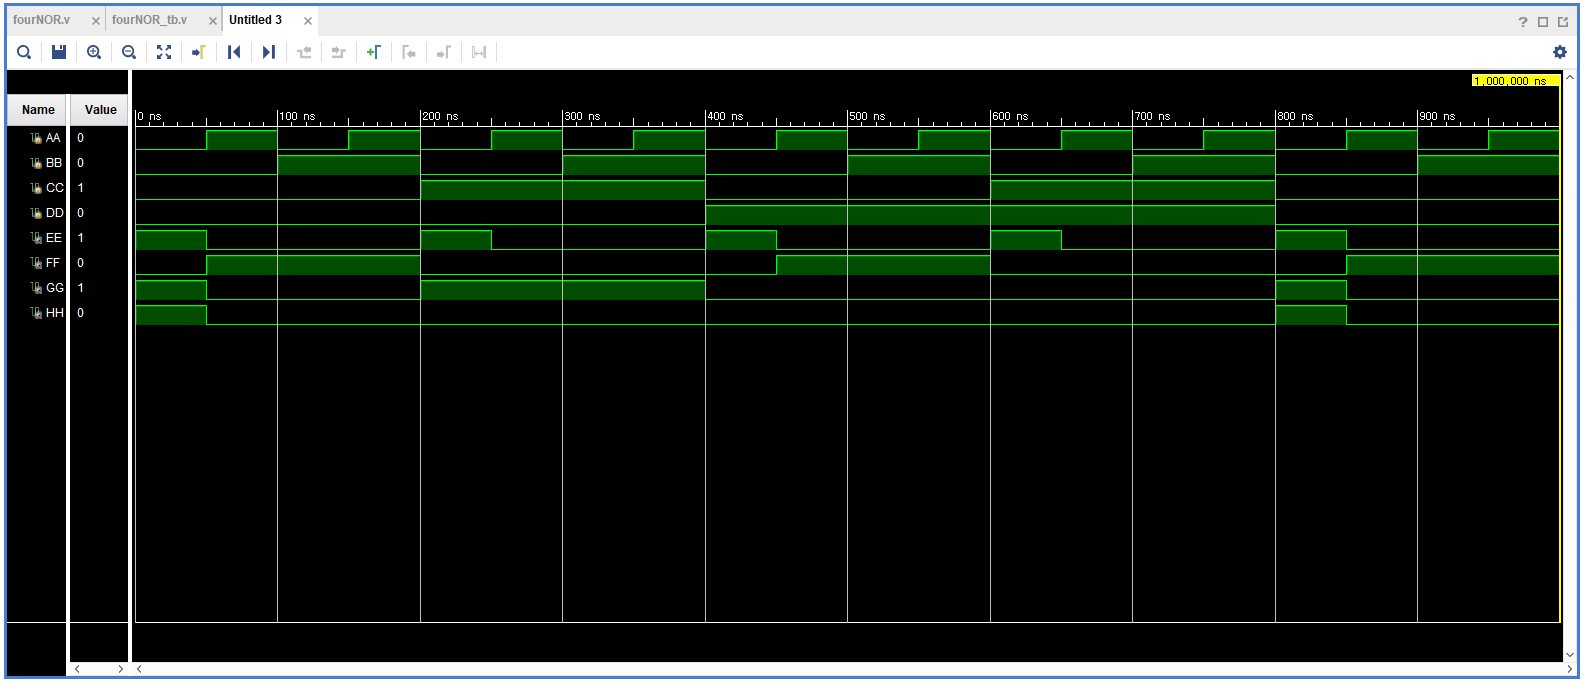 fourNOR.v × fourNOR_tb.v × Untitled 3 ×
?
1,000,000 ns
Name Value
0 ns 100 ns 200 ns 300 ns 400 ns 500 ns 600 ns 700 ns 800 ns 900 ns
AA 0
BB 0
CC 1
DD 0
EE 1
FF 0
GG 1
HH 0